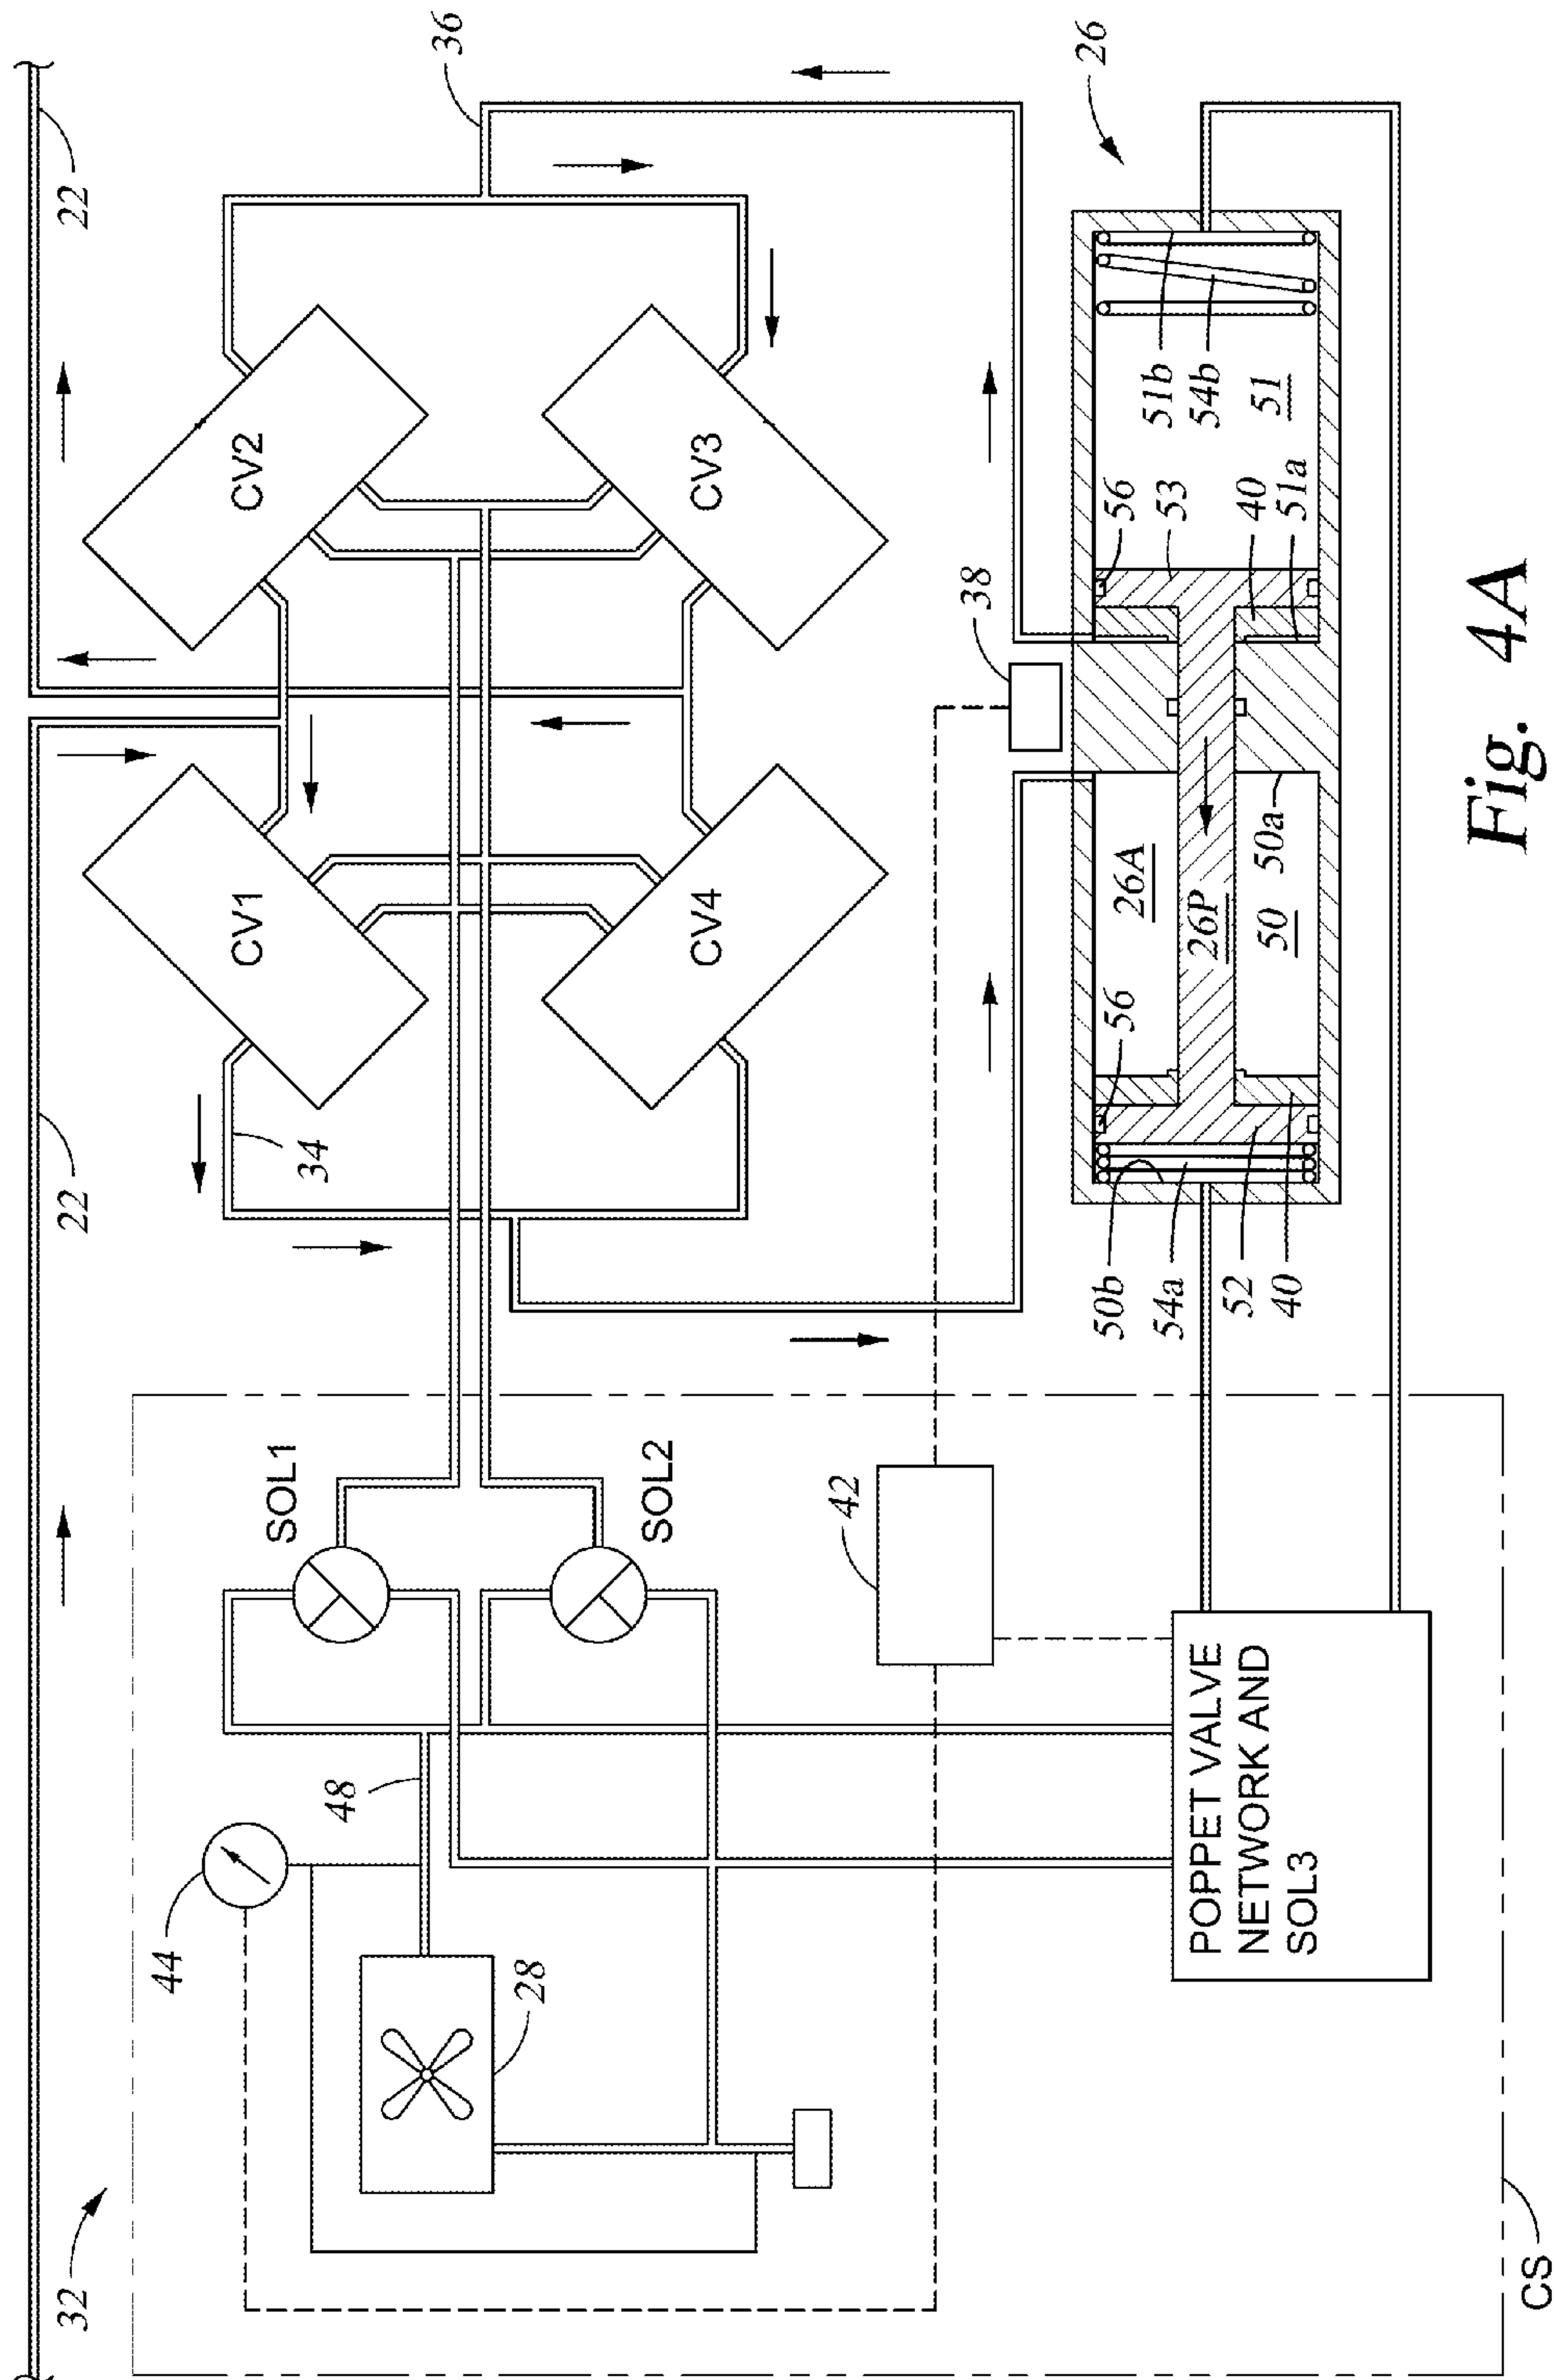 32
22
22
44
48
28
SOL1
SOL2
34
36
CV1
CV2
CV4
CV3
42
38
26
POPPET VALVE
NETWORK AND
SOL3
50b
54a
52
40
56
26A
26P
50
50a
56
53
40
51a
51b
54b
51
CS
Fig. 4A